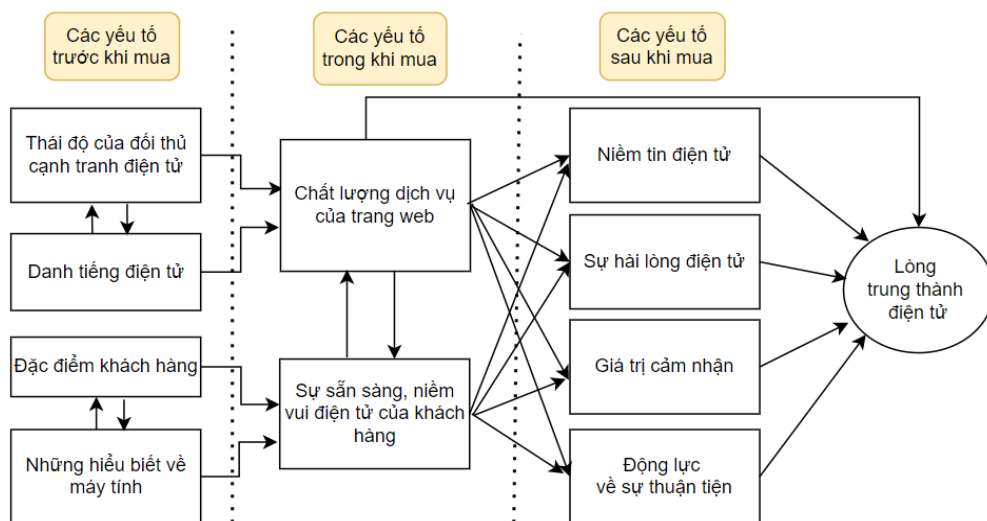 Các yếu tố
trước khi mua
Các yếu tố
trong khi mua
Các yếu tố
sau khi mua
Thái độ của đối thủ
cạnh tranh điện tử
Danh tiếng điện tử
Đặc điểm khách hàng
Những hiểu biết về
máy tính
Chất lượng dịch vụ
của trang web
Sự sẵn sàng, niềm
vui điện tử của khách
hàng
Niềm tin điện tử
Sự hài lòng điện tử
Giá trị cảm nhận
Động lực
về sự thuận tiện
Lòng
trung thành
điện tử